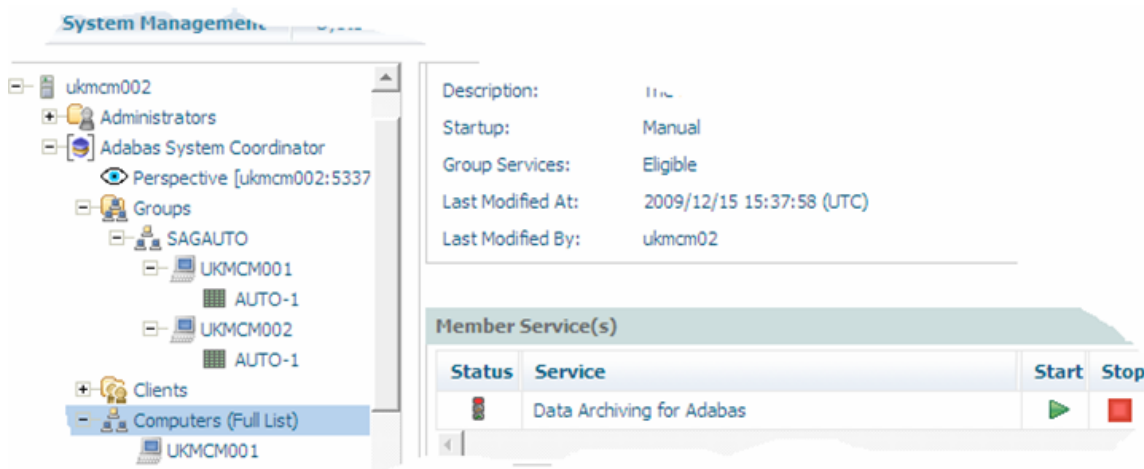 System Management
ukmcm002
Administrators
Adabas System Coordinator
Perspective [ukmcm002:5337
Groups
SAGAUTO
UKMCM001
AUTO-1
UKMCM002
AUTO-1
Clients
Computers (Full List)
UKMCM001
Description:
Startup: Manual
Group Services: Eligible
Last Modified At: 2009/12/15 15:37:58 (UTC)
Last Modified By: ukmcm02
Member Service(s)
Status Service Start Stop
Data Archiving for Adabas